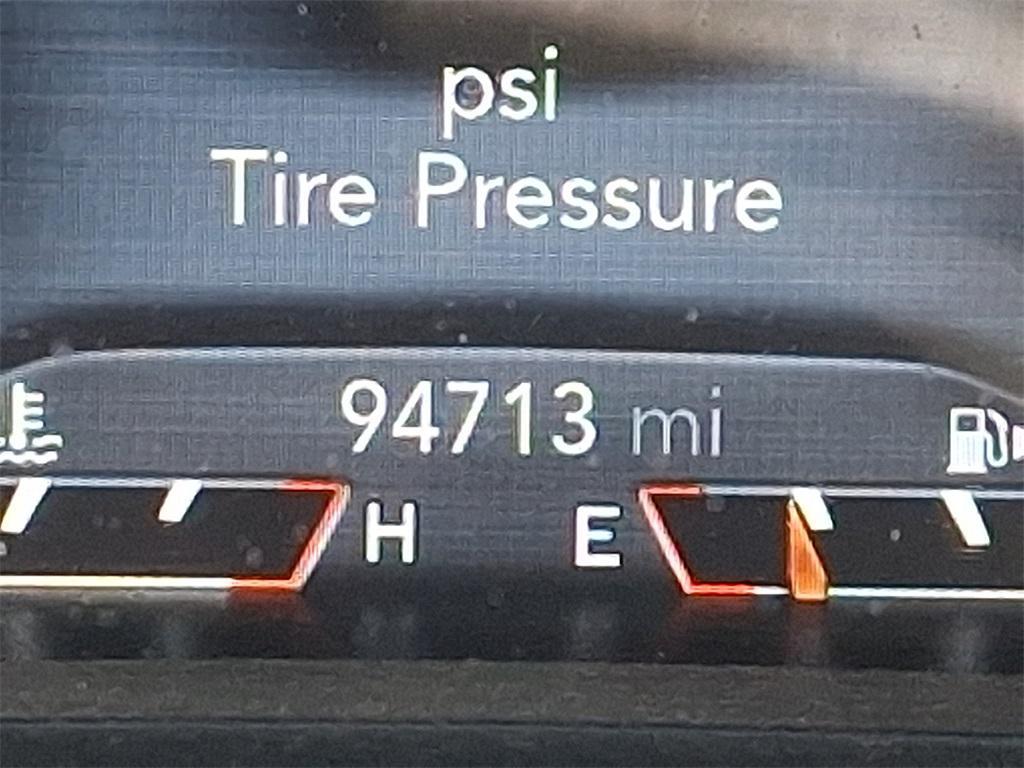 psi
Tire Pressure
94713 mi
H E